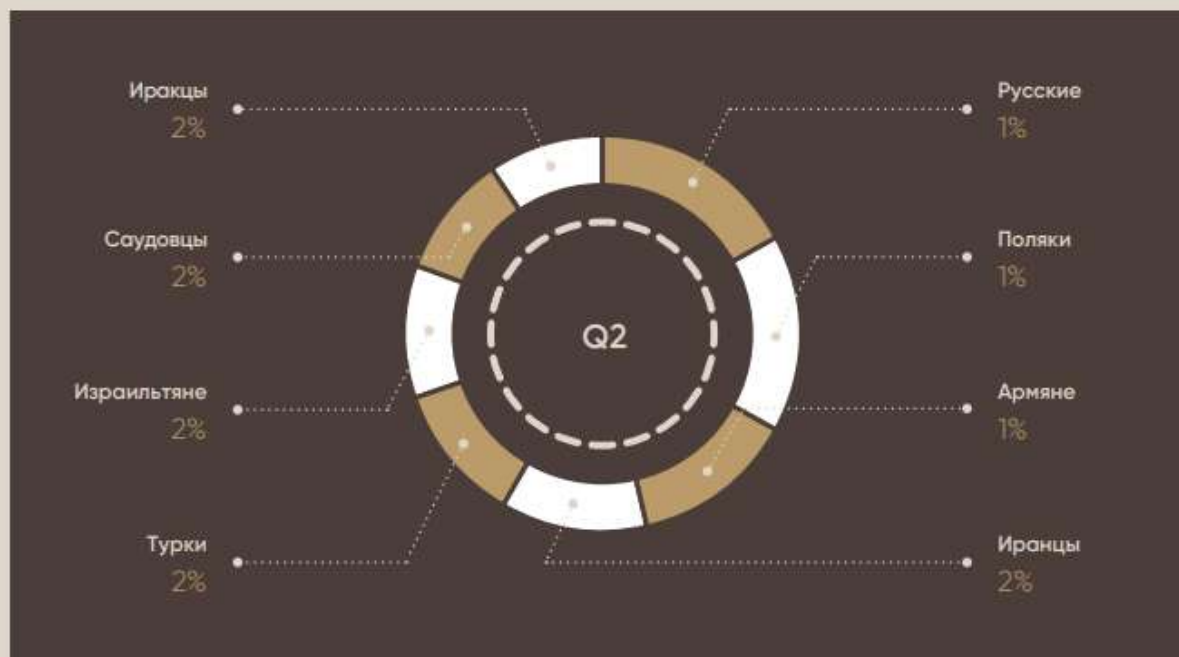 Иракцы
2%
Саудовцы
2%
Израильтяне
2%
Турки
2%
Q2
Русские
1%
Поляки
1%
Армяне
1%
Иранцы
2%